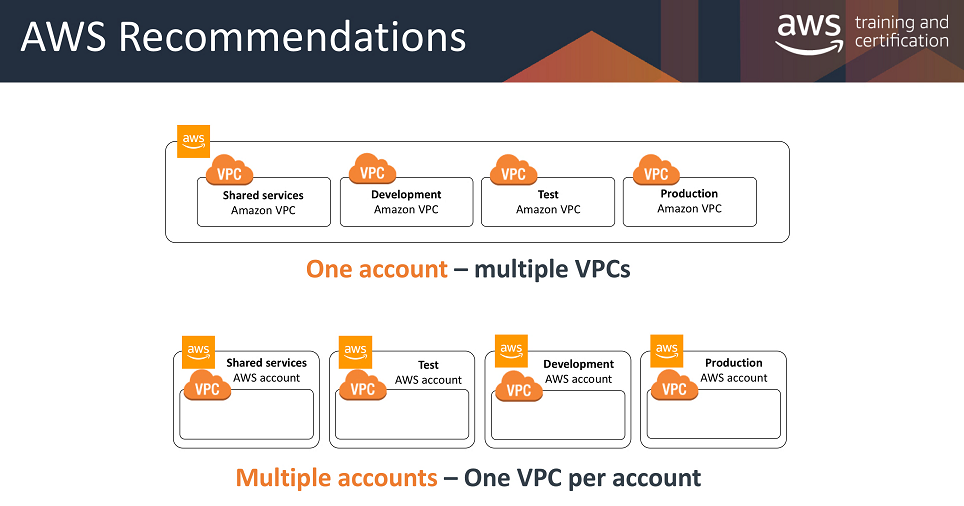 AWS Recommendations
aws training and
certification
aws
VPC VPC VPC VPC
Shared services Development Test Production
Amazon VPC Amazon VPC Amazon VPC Amazon VPC
One account – multiple VPCs
aws aws aws aws
Shared services Test Development Production
AWS account AWS account AWS account AWS account
VPC VPC VPC VPC
Multiple accounts – One VPC per account